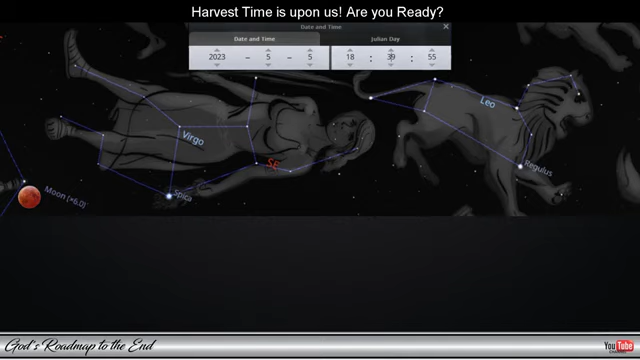 Harvest Time is upon us! Are you Ready?
Date and Time
Date and Time
Julian Day
2023 - 5 - 5
18 : 39 : 55
Leo
Virgo
SE
Regulus
Spica
Moon (×6.0)
God's Roadmap to the End
YouTube
CHANNEL